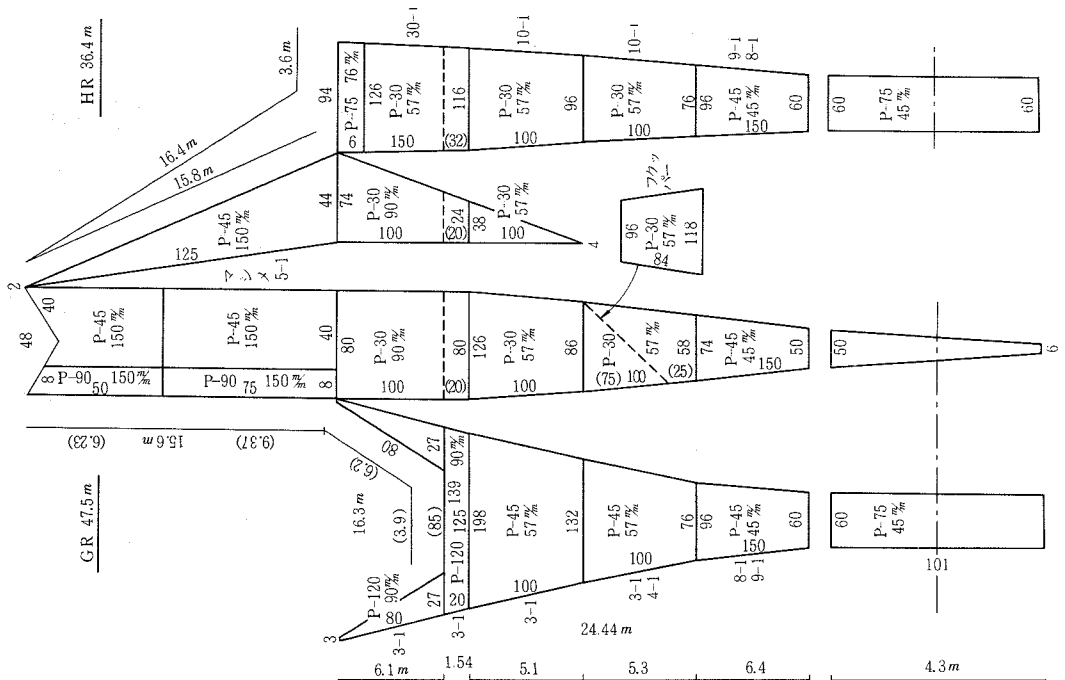 HR 36.4 m
3.6 m
16.4 m
15.8 m
94
30-1
P-75 76 m/m
6
126
P-30
57 m/m
150
(32)
116
10-1
P-30
57 m/m
100
96
10-1
P-30
57 m/m
100
76
9-1
8-1
96
P-45
45 m/m
150
60
60
P-75
45 m/m
60
2
P-45
150 m/m
125
44
マシメ
5-1
74
P-30
90 m/m
100
(20)
24
38
P-30
57 m/m
100
4
フクッパー
96
P-30
57 m/m
84
118
48
40
P-45
150 m/m
8
P-90 150 m/m
50
P-45
150 m/m
40
P-90 75 150 m/m
8
80
P-30
90 m/m
100
(20)
80
126
P-30
57 m/m
100
86
P-30
57 m/m
(75)
100
58
(25)
74
P-45
45 m/m
150
50
50
6
(6.23)
15.6 m
(9.37)
GR 47.5 m
(6.2)
80
16.3 m
(3.9)
(85)
27
3
P-120
90 m/m
80
3-1
27
P-120
125
139
90 m/m
20
3-1
198
P-45
57 m/m
100
3-1
132
P-45
57 m/m
100
3-1
4-1
76
96
P-45
45 m/m
150
8-1
9-1
60
60
P-75
45 m/m
101
24.44 m
6.1 m
1.54
5.1
5.3
6.4
4.3 m